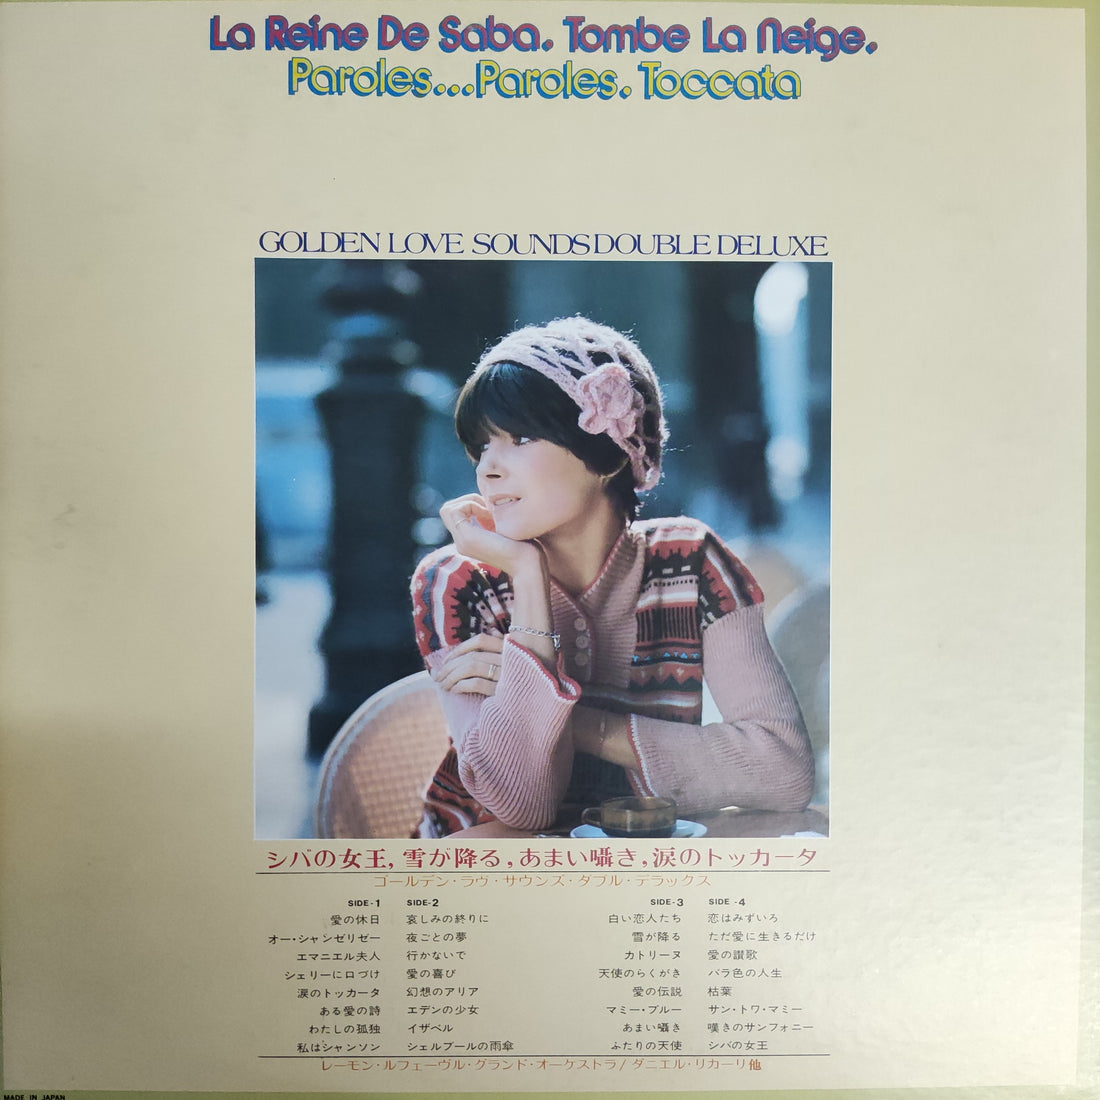 La Reine De Saba. Tombe La Neige.
Paroles...Paroles. Toccata
GOLDEN LOVE SOUNDS DOUBLE DELUXE
シバの女王, 雪が降る, あまい囁き, 涙のトッカータ
ゴールデン・ラヴ・サウンズ・ダブル・デラックス
SIDE-1 SIDE-2 SIDE-3 SIDE-4
愛の休日 哀しみの終りに 白い恋人たち 恋はみずいろ
オー・シャンゼリゼー 夜ごとの夢 雪が降る ただ愛に生きるだけ
エマニエル夫人 行かないで カトリーヌ 愛の讃歌
シェリーに口づけ 愛の喜び 天使のらくがき バラ色の人生
涙のトッカータ 幻想のアリア 愛の伝説 枯葉
ある愛の詩 エデンの少女 マミー・ブルー サン・トワ・マミー
わたしの孤独 イザベル あまい囁き 嘆きのサンフォニー
私はシャンソン シェルブールの雨傘 ふたりの天使 シバの女王
レーモン・ルフェーヴル・グランド・オーケストラ/ダニエル・リカーリ他
MADE IN JAPAN